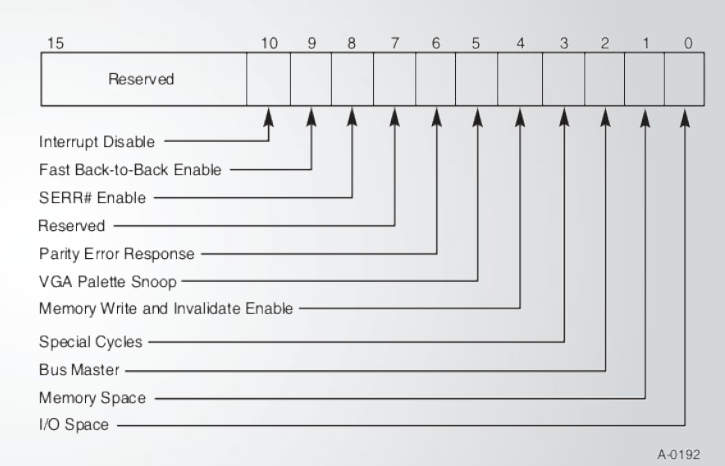 15 10 9 8 7 6 5 4 3 2 1 0
Reserved
Interrupt Disable
Fast Back-to-Back Enable
SERR# Enable
Reserved
Parity Error Response
VGA Palette Snoop
Memory Write and Invalidate Enable
Special Cycles
Bus Master
Memory Space
I/O Space
A-0192